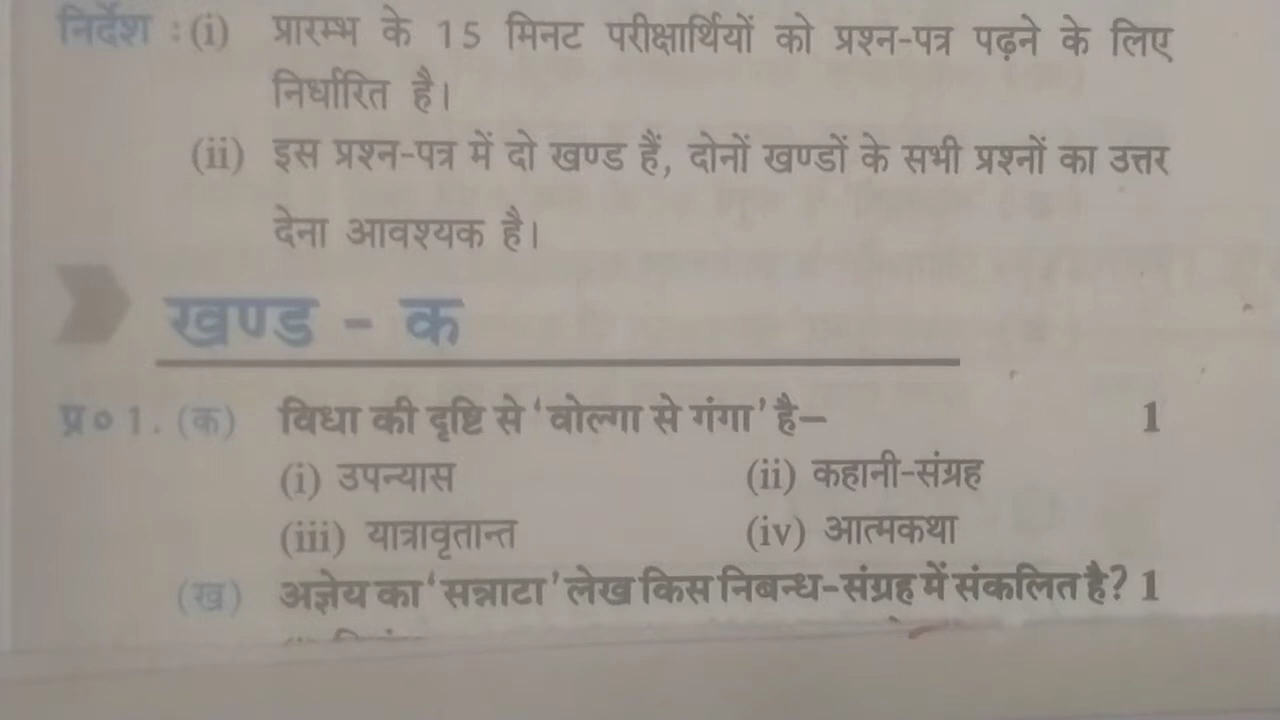 निर्देश : (i) प्रारम्भ के 15 मिनट परीक्षार्थियों को प्रश्न-पत्र पढ़ने के लिए
निर्धारित है।
(ii) इस प्रश्न-पत्र में दो खण्ड हैं, दोनों खण्डों के सभी प्रश्नों का उत्तर
देना आवश्यक है।
खण्ड - क
प्र० 1. (क) विधा की दृष्टि से 'वोल्गा से गंगा' है– 1
(i) उपन्यास (ii) कहानी-संग्रह
(iii) यात्रावृतान्त (iv) आत्मकथा
(ख) अज्ञेय का 'सन्नाटा' लेख किस निबन्ध-संग्रह में संकलित है? 1